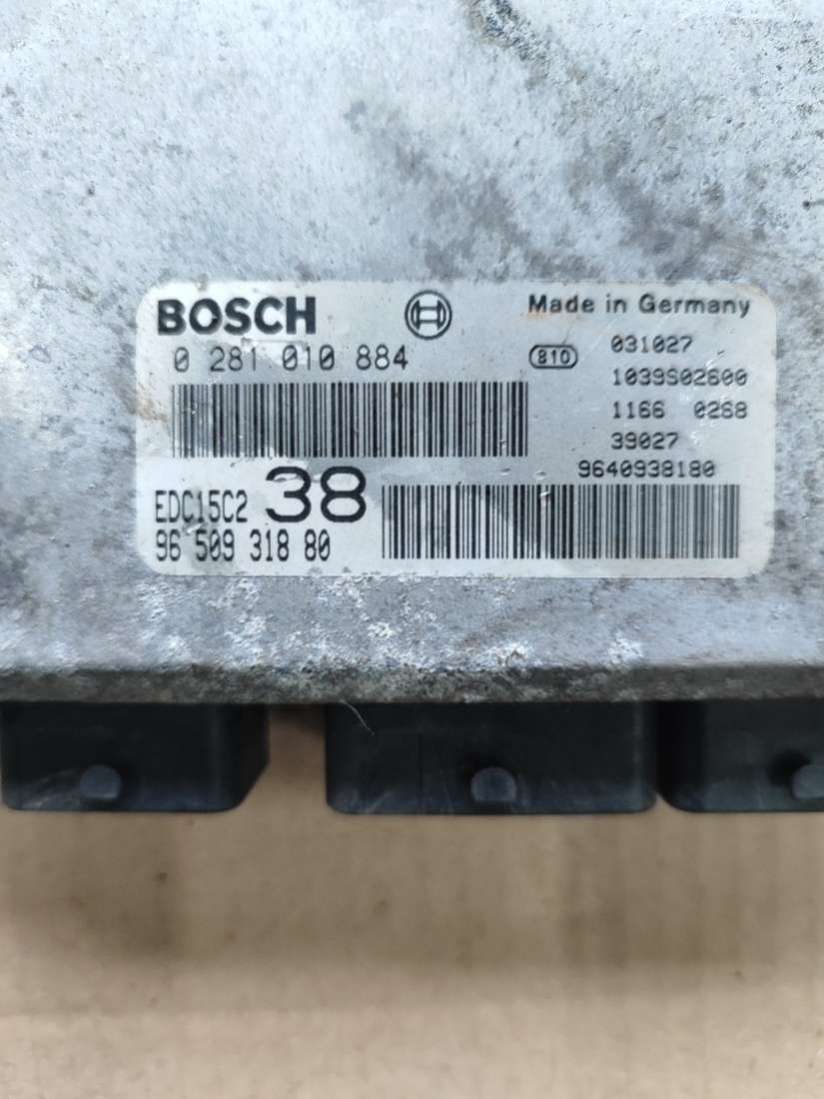 BOSCH
Made in Germany
0 281 010 884
810
031027
1039S02600
1166 0268
39027
9640938180
EDC15C2 38
96 509 318 80